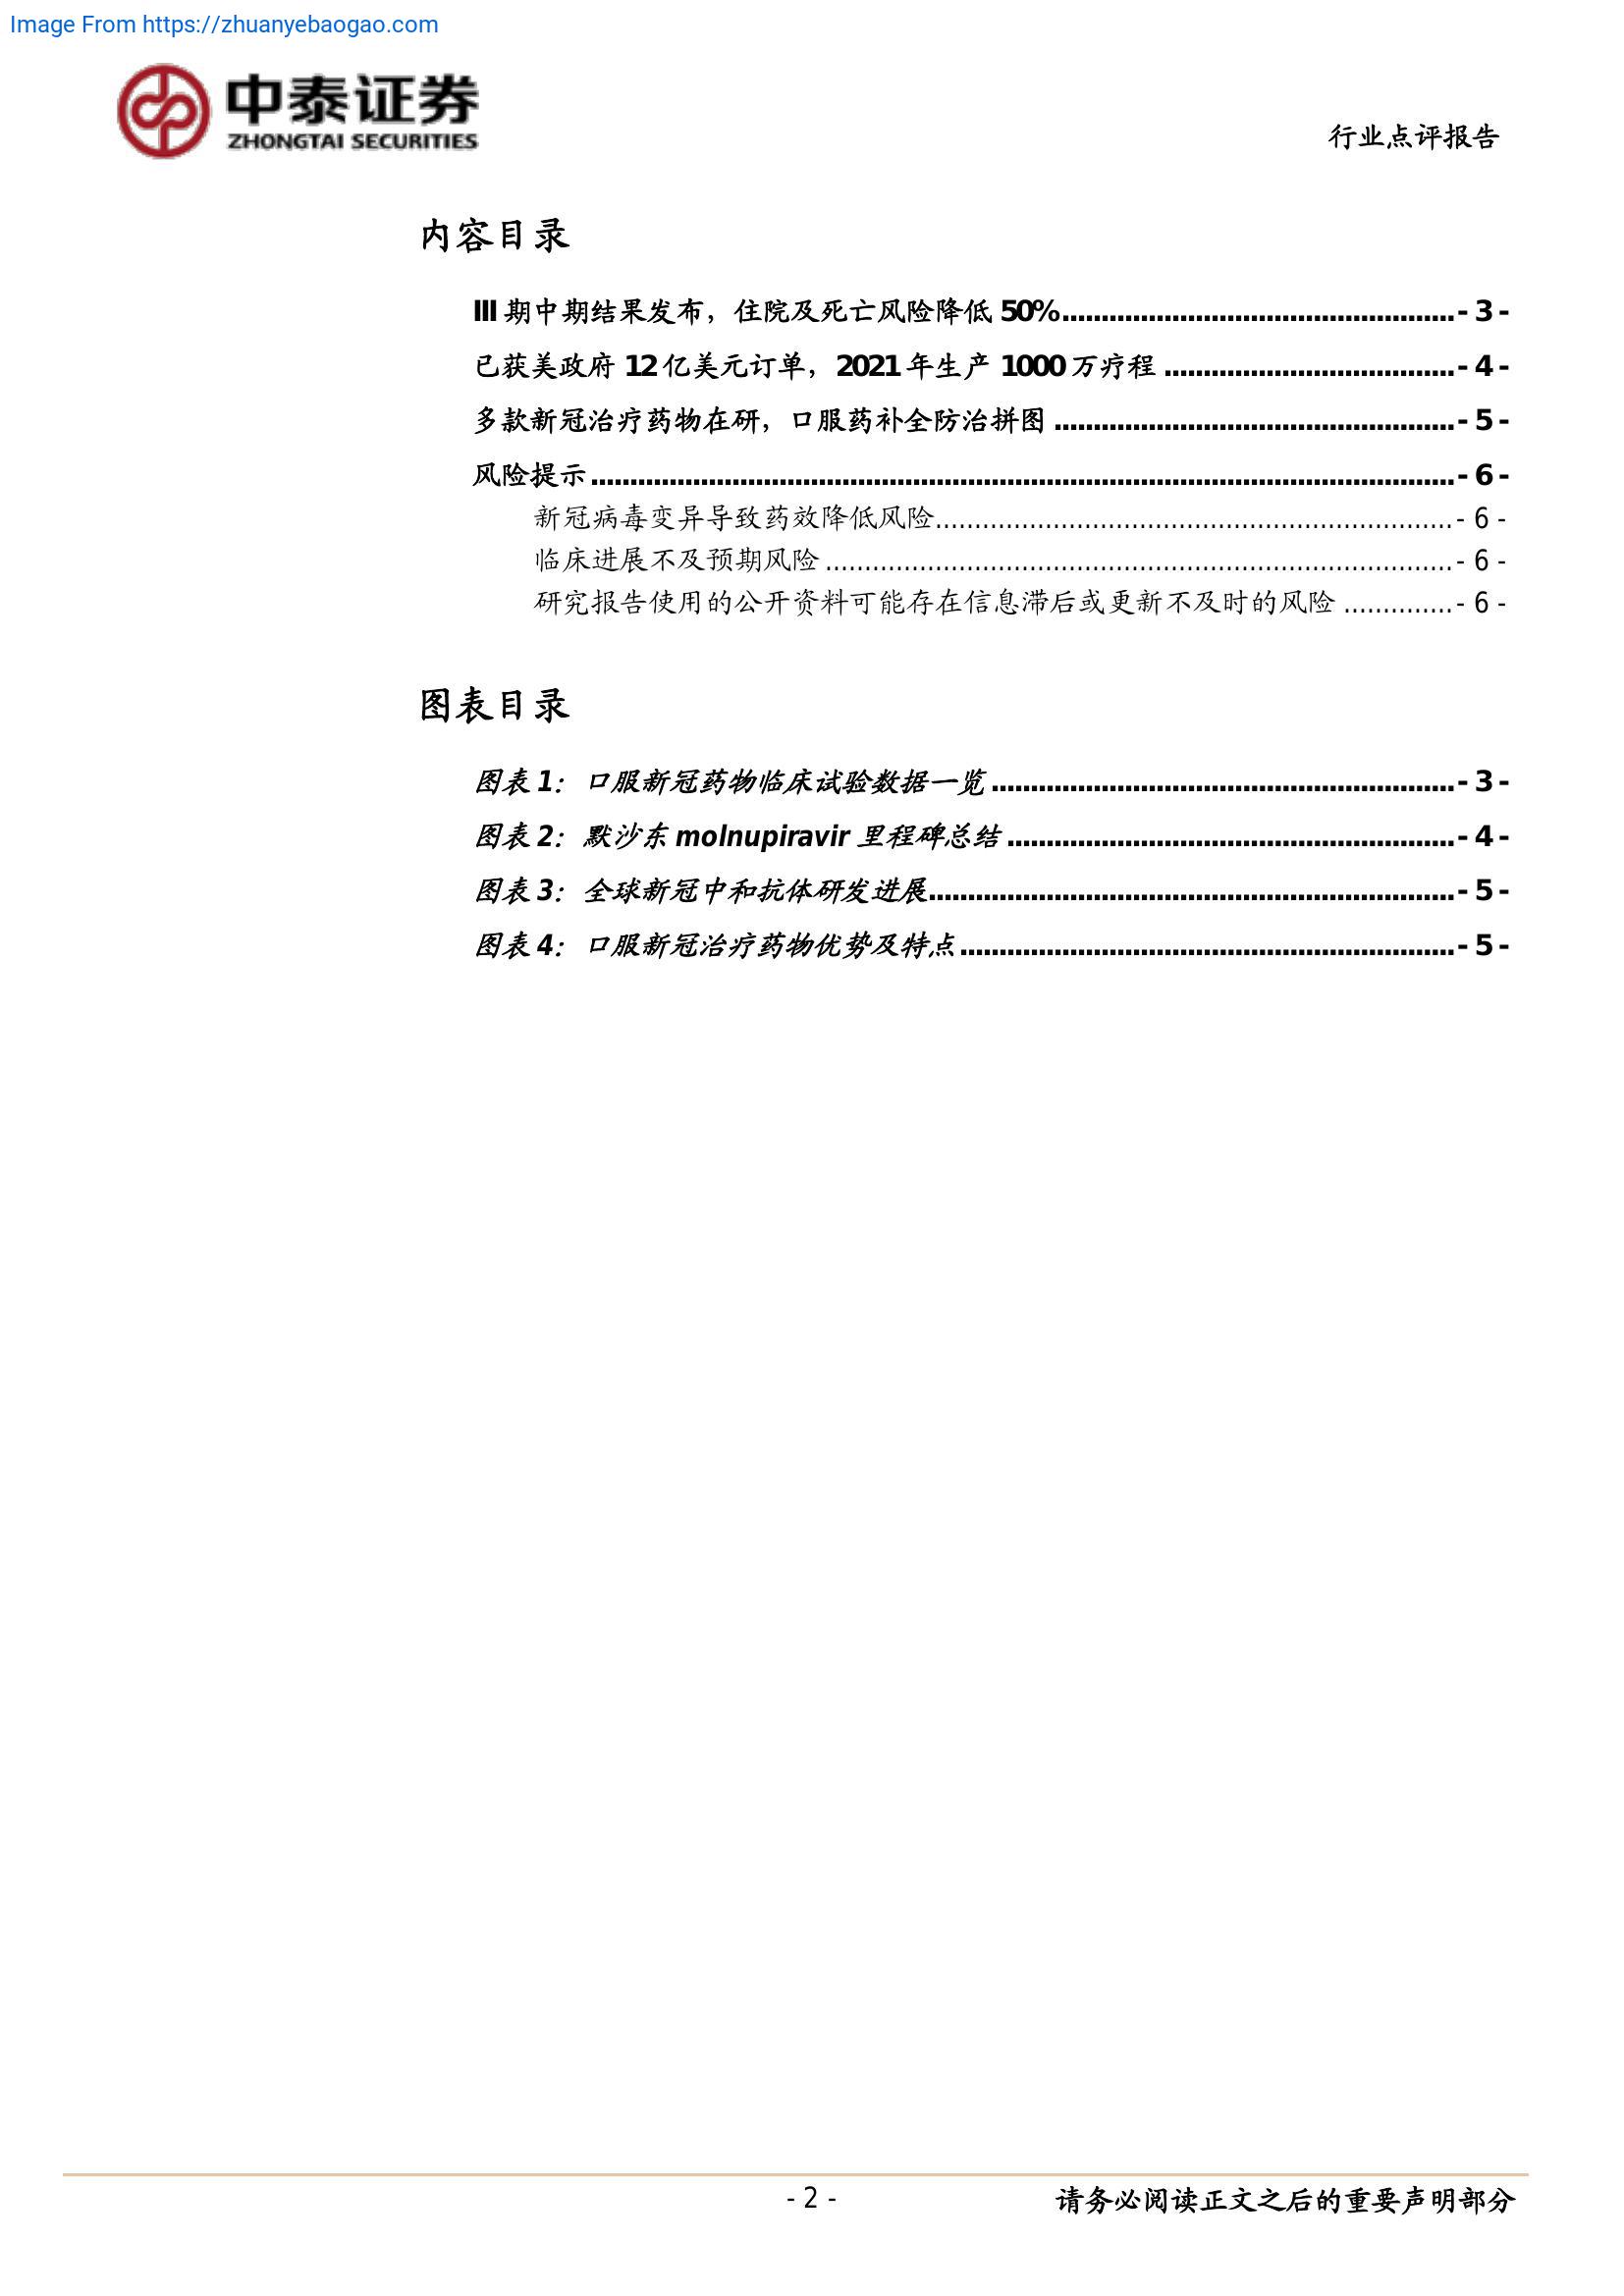 Image From https://zhuanyebaogao.com
中泰证券
ZHONGTAI SECURITIES
行业点评报告
内容目录
III 期中期结果发布，住院及死亡风险降低 50%..................................................- 3 -
已获美政府 12 亿美元订单，2021 年生产 1000 万疗程 .....................................- 4 -
多款新冠治疗药物在研，口服药补全防治拼图 ...................................................- 5 -
风险提示 ..............................................................................................................- 6 -
新冠病毒变异导致药效降低风险..................................................................- 6 -
临床进展不及预期风险 ................................................................................- 6 -
研究报告使用的公开资料可能存在信息滞后或更新不及时的风险 ..............- 6 -
图表目录
图表 1：口服新冠药物临床试验数据一览 ...........................................................- 3 -
图表 2：默沙东 molnupiravir 里程碑总结 .........................................................- 4 -
图表 3：全球新冠中和抗体研发进展...................................................................- 5 -
图表 4：口服新冠治疗药物优势及特点...............................................................- 5 -
- 2 -
请务必阅读正文之后的重要声明部分